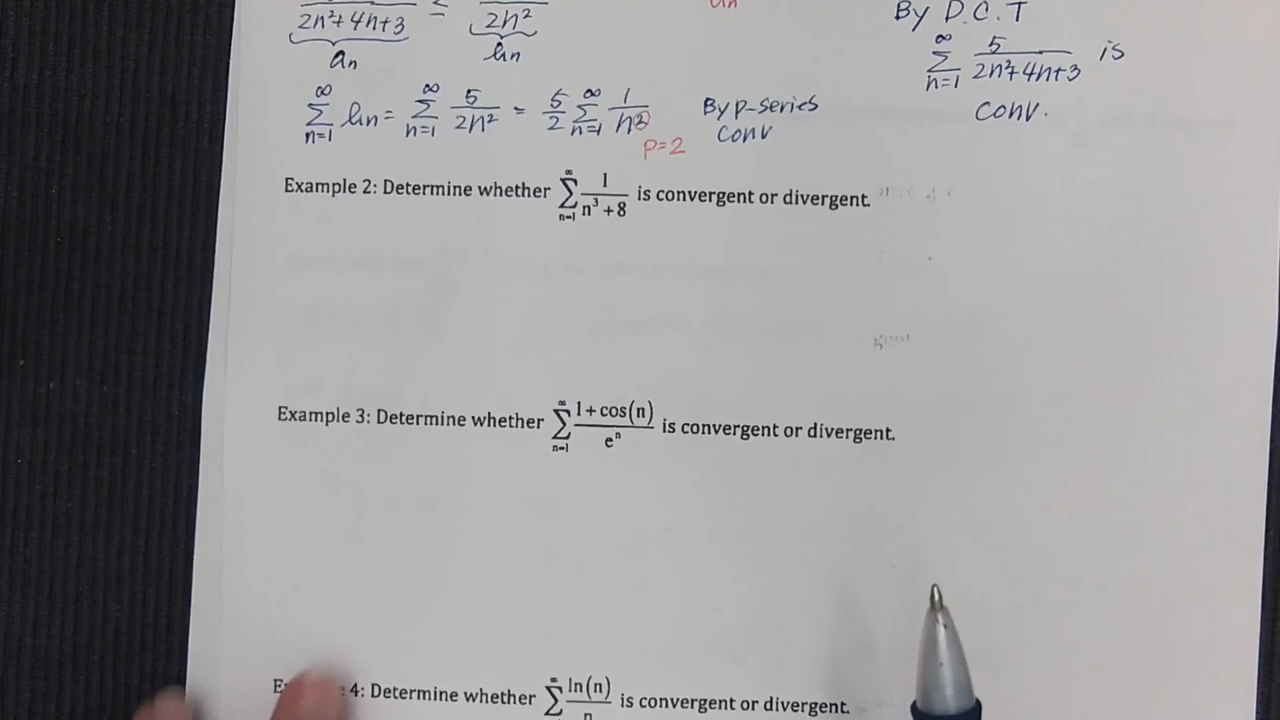 2n²+4n+3 ≤ 2n²
an bn
By D.C.T
∞ ∑ n=1 5/(2n²+4n+3) is
conv.
∞ ∑ n=1 bn = ∞ ∑ n=1 5/2n² = 5/2 ∞ ∑ n=1 1/n² By p-series
p=2 conv
Example 2: Determine whether ∞ ∑ n=1 1/(n³+8) is convergent or divergent.
Example 3: Determine whether ∞ ∑ n=1 (1+cos(n))/eⁿ is convergent or divergent.
4: Determine whether ∞ ∑ ln(n)/n is convergent or divergent.